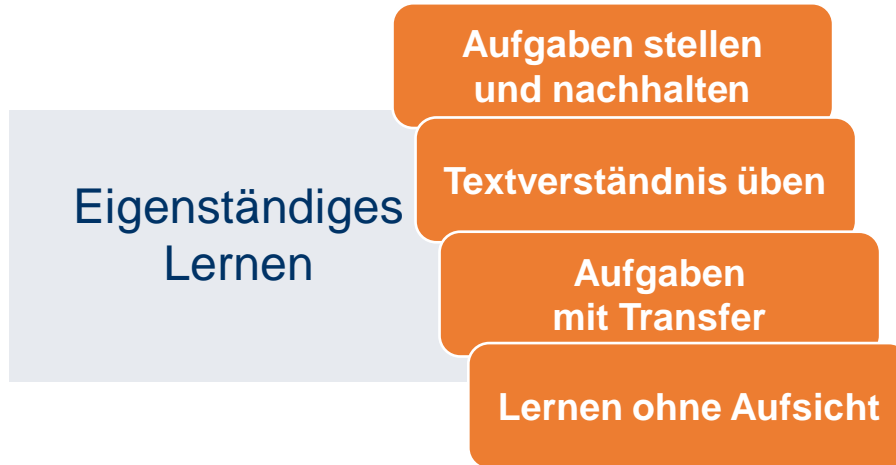 Eigenständiges
Lernen
Aufgaben stellen
und nachhalten
Textverständnis üben
Aufgaben
mit Transfer
Lernen ohne Aufsicht